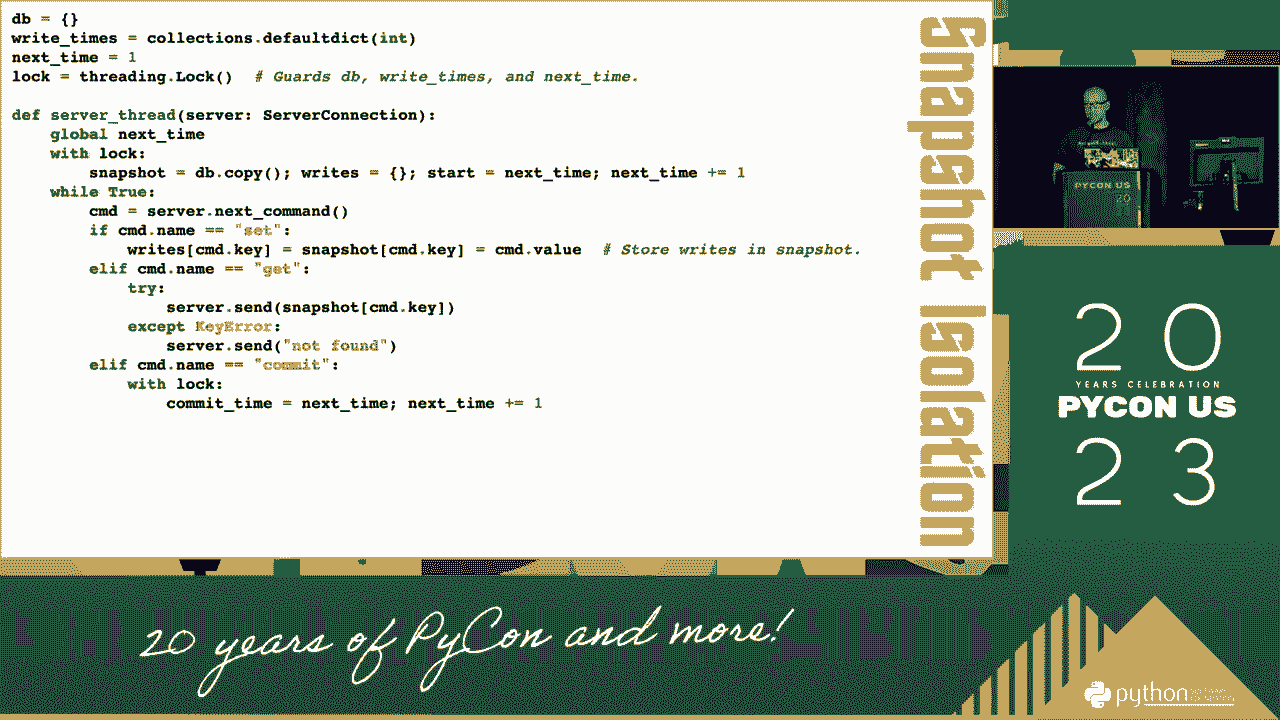 db = {}
write_times = collections.defaultdict(int)
next_time = 1
lock = threading.Lock()  # Guards db, write_times, and next_time.

def server_thread(server: ServerConnection):
    global next_time
    with lock:
        snapshot = db.copy(); writes = {}; start = next_time; next_time += 1
    while True:
        cmd = server.next_command()
        if cmd.name == "set":
            writes[cmd.key] = snapshot[cmd.key] = cmd.value  # Store writes in snapshot.
        elif cmd.name == "get":
            try:
                server.send(snapshot[cmd.key])
            except KeyError:
                server.send("not found")
        elif cmd.name == "commit":
            with lock:
                commit_time = next_time; next_time += 1
Snapshot Isolation
PYCON US
20
20
YEARS CELEBRATION
PYCON US
23
20 years of PyCon and more!
python